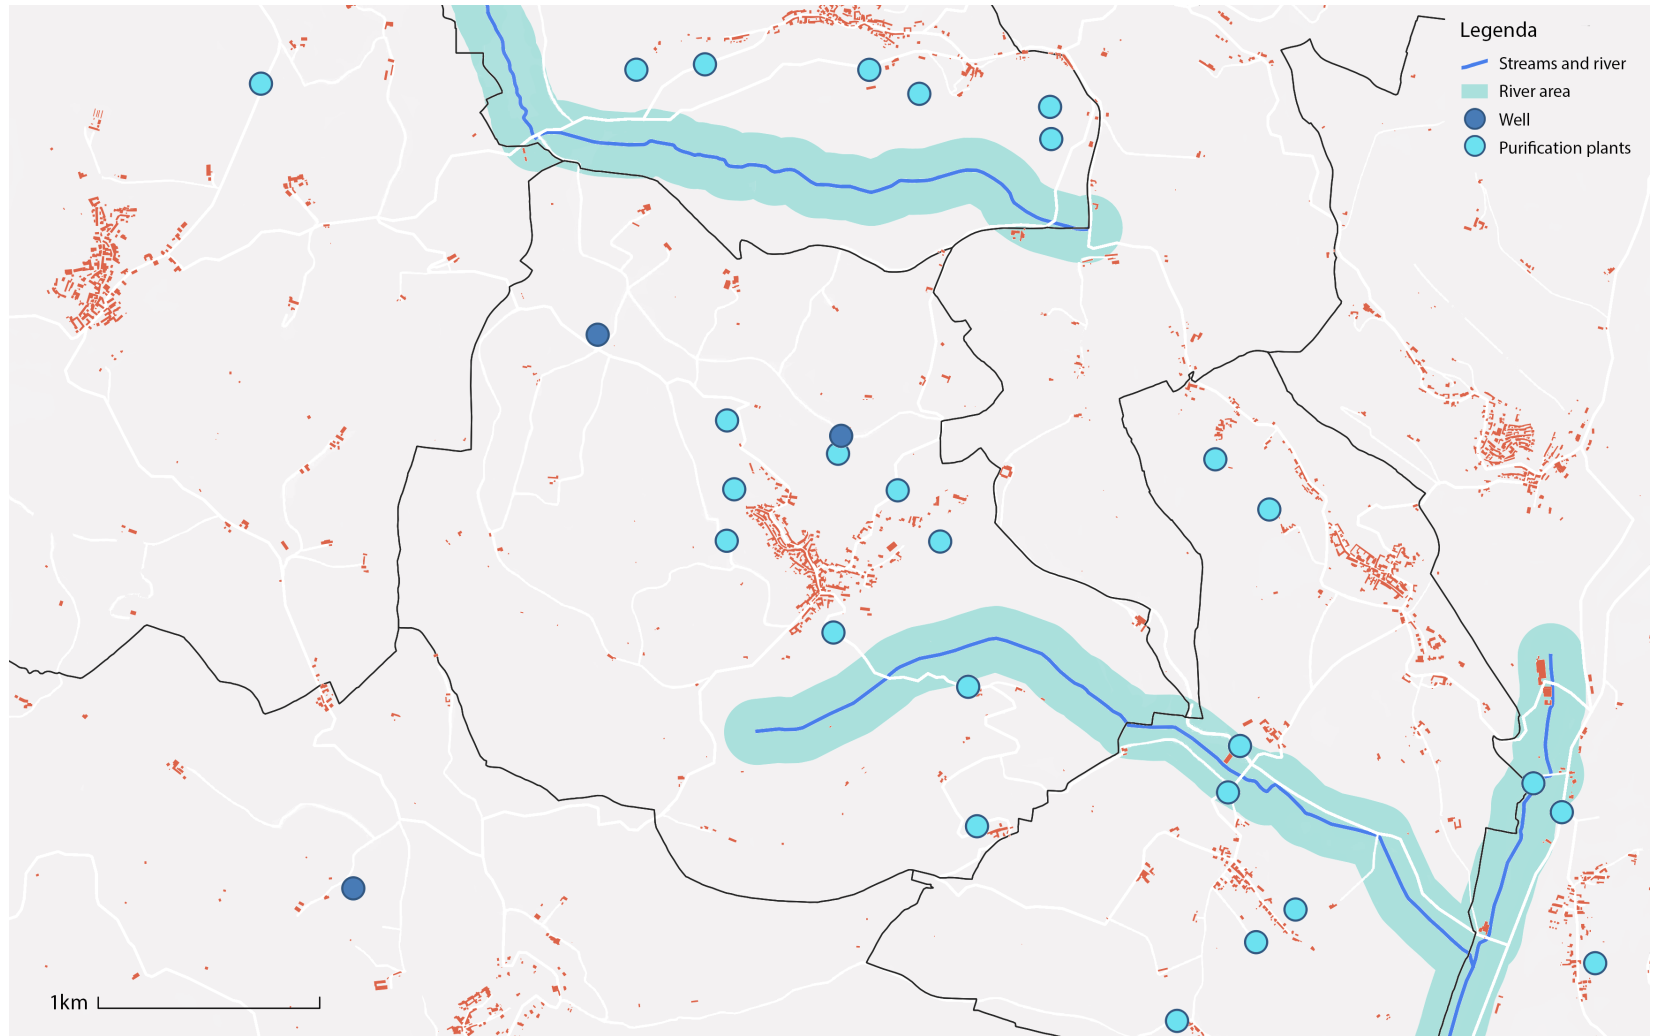 Legenda
Streams and river
River area
Well
Purification plants
1km